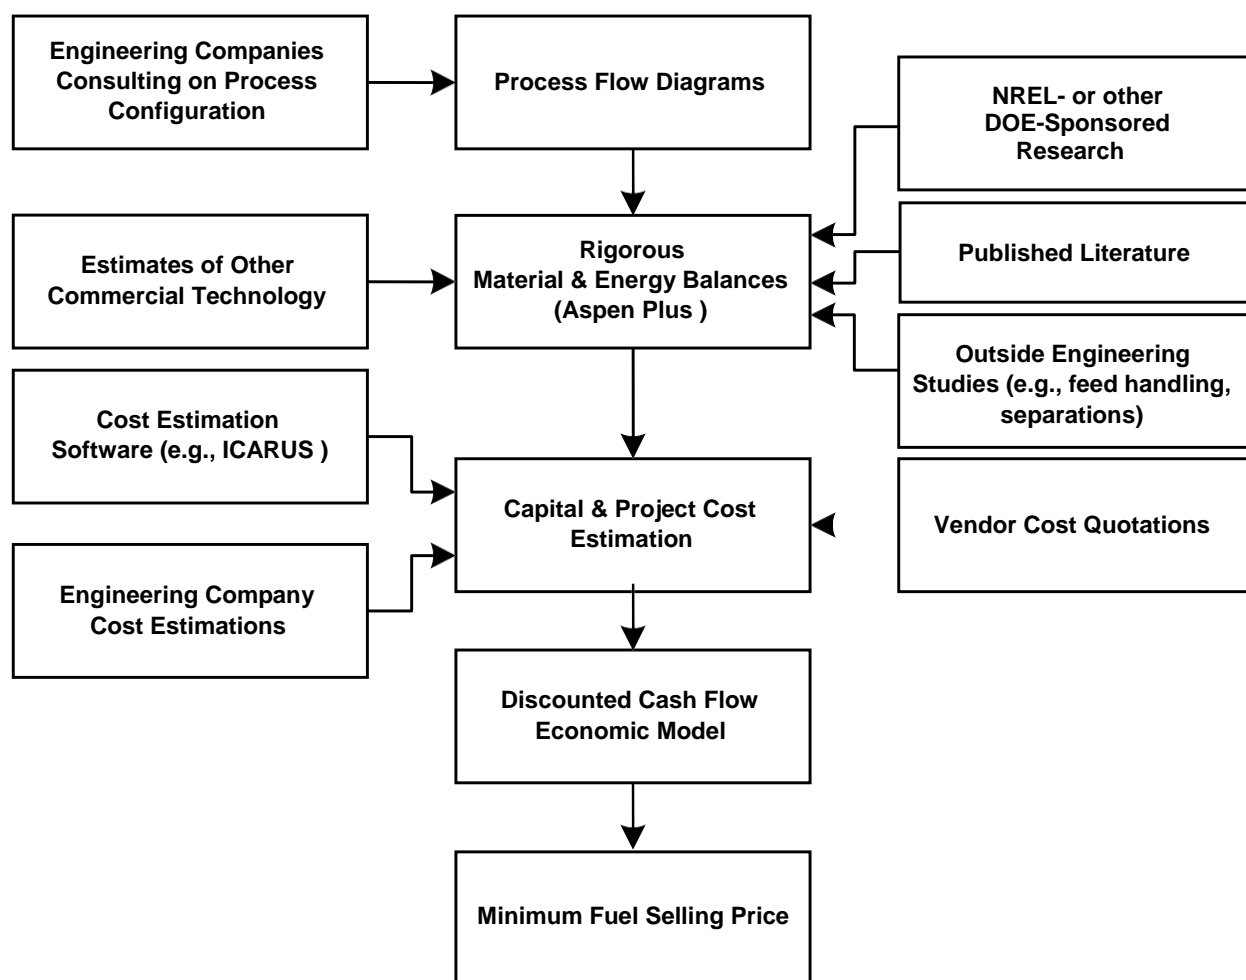 Engineering Companies
Consulting on Process
Configuration
Process Flow Diagrams
NREL- or other
DOE-Sponsored
Research
Estimates of Other
Commercial Technology
Rigorous
Material & Energy Balances
(Aspen Plus )
Published Literature
Outside Engineering
Studies (e.g., feed handling,
separations)
Cost Estimation
Software (e.g., ICARUS )
Capital & Project Cost
Estimation
Vendor Cost Quotations
Engineering Company
Cost Estimations
Discounted Cash Flow
Economic Model
Minimum Fuel Selling Price